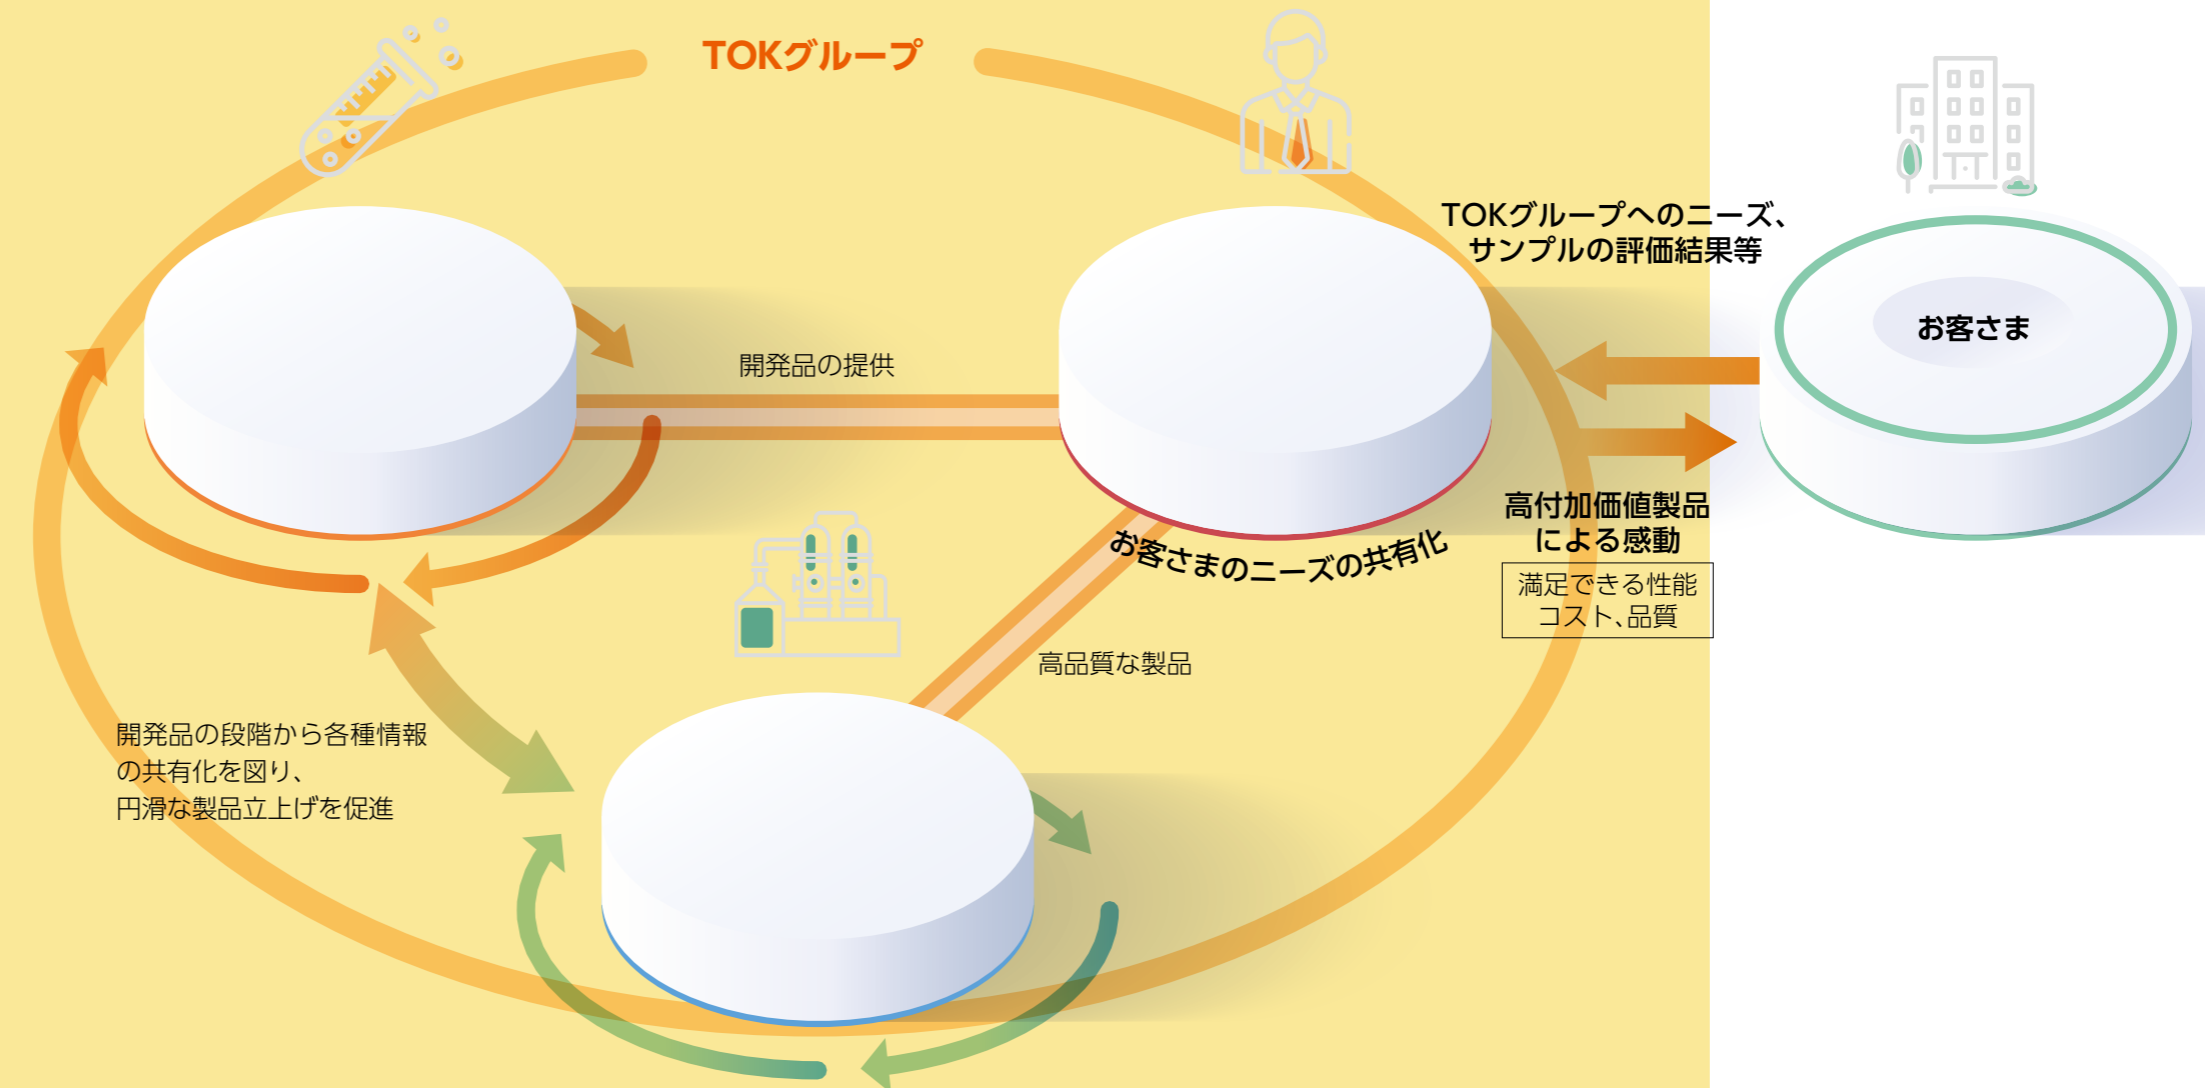 TOKグループ
TOKグループへのニーズ、
サンプルの評価結果等
お客さま
開発品の提供
高付加価値製品
による感動
満足できる性能
コスト、品質
お客さまのニーズの共有化
高品質な製品
開発品の段階から各種情報
の共有化を図り、
円滑な製品立上げを促進